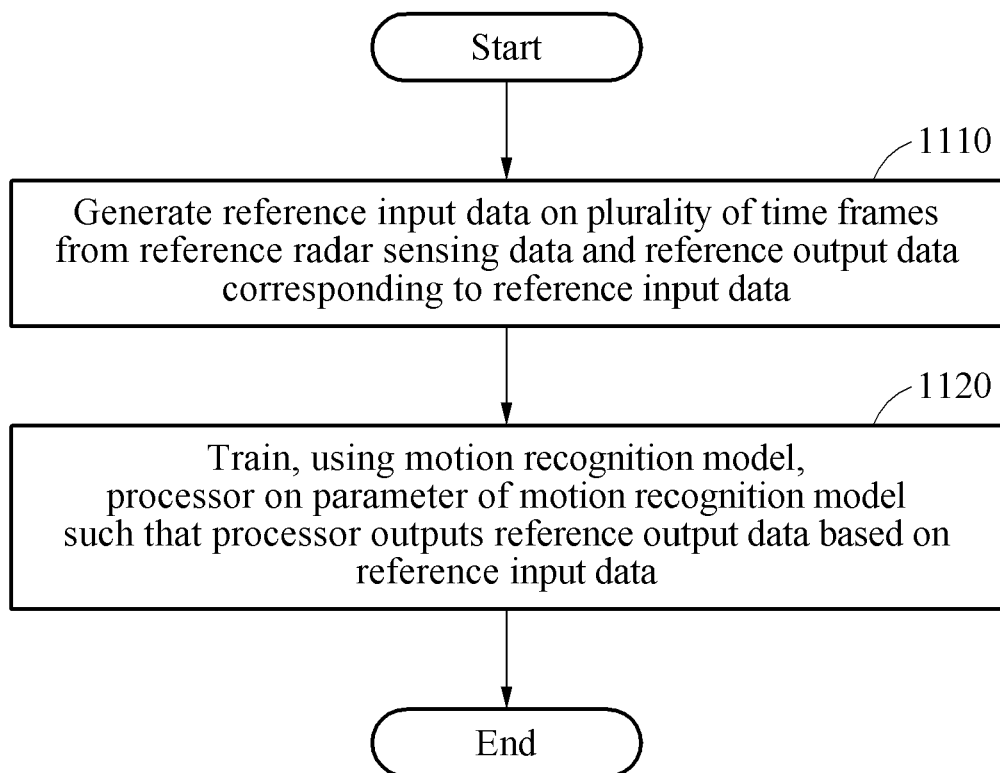 Start
1110
Generate reference input data on plurality of time frames
from reference radar sensing data and reference output data
corresponding to reference input data
1120
Train, using motion recognition model,
processor on parameter of motion recognition model
such that processor outputs reference output data based on
reference input data
End